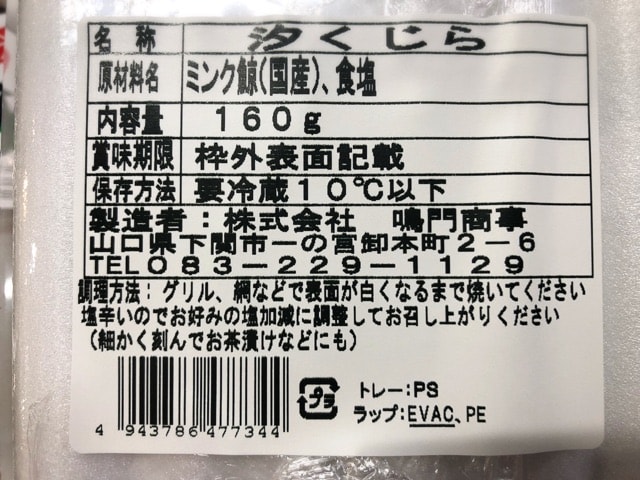 名称 汐くじら
原材料名 ミンク鯨(国産)、食塩
内容量 160g
賞味期限 枠外表面記載
保存方法 要冷蔵10℃以下
製造者:株式会社 鳴門商事
山口県下関市一の宮卸本町2-6
TEL083-229-1129
調理方法: グリル、網などで表面が白くなるまで焼いてください
塩辛いのでお好みの塩加減に調整してお召し上がりください
(細かく刻んでお茶漬けなどにも)
プラ トレー:PS
ラップ:EVAC、PE
4 943786 477344